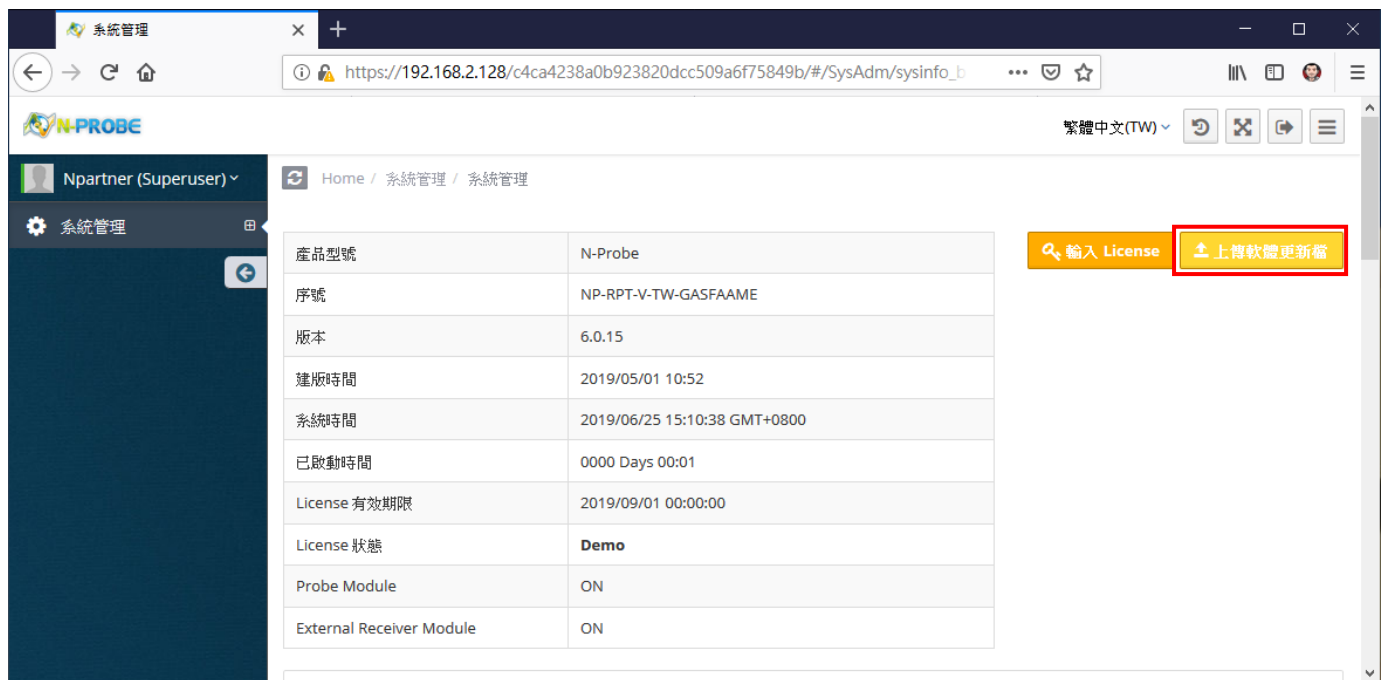 系統管理
https://192.168.2.128/c4ca4238a0b923820dcc509a6f75849b/#/SysAdm/sysinfo_b
N-PROBE
繁體中文(TW)
Npartner (Superuser)
Home / 系統管理 / 系統管理
系統管理
產品型號 N-Probe
輸入 License
上傳軟體更新檔
序號 NP-RPT-V-TW-GASFAAME
版本 6.0.15
建版時間 2019/05/01 10:52
系統時間 2019/06/25 15:10:38 GMT+0800
已啟動時間 0000 Days 00:01
License 有效期限 2019/09/01 00:00:00
License 狀態 Demo
Probe Module ON
External Receiver Module ON